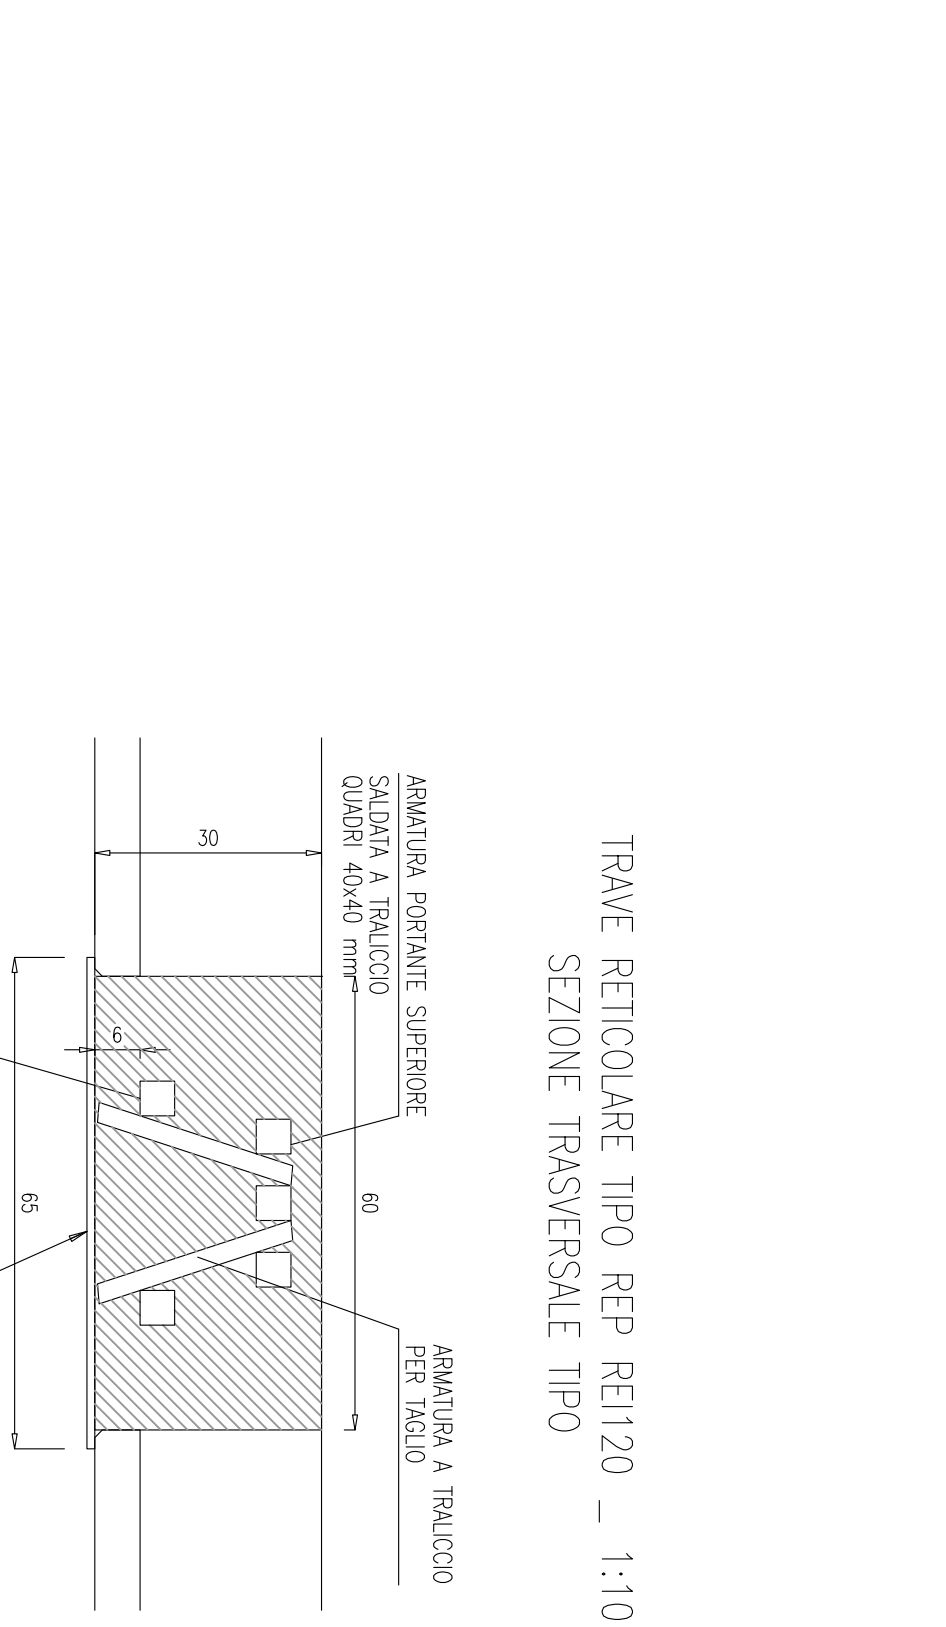 TRAVE RETICOLARE TIPO REP REI120 _ 1:10
SEZIONE TRASVERSALE TIPO
ARMATURA A TRALICCIO
PER TAGLIO
ARMATURA PORTANTE SUPERIORE
SALDATA A TRALICCIO
QUADRI 40x40 mm
60
30
6
65